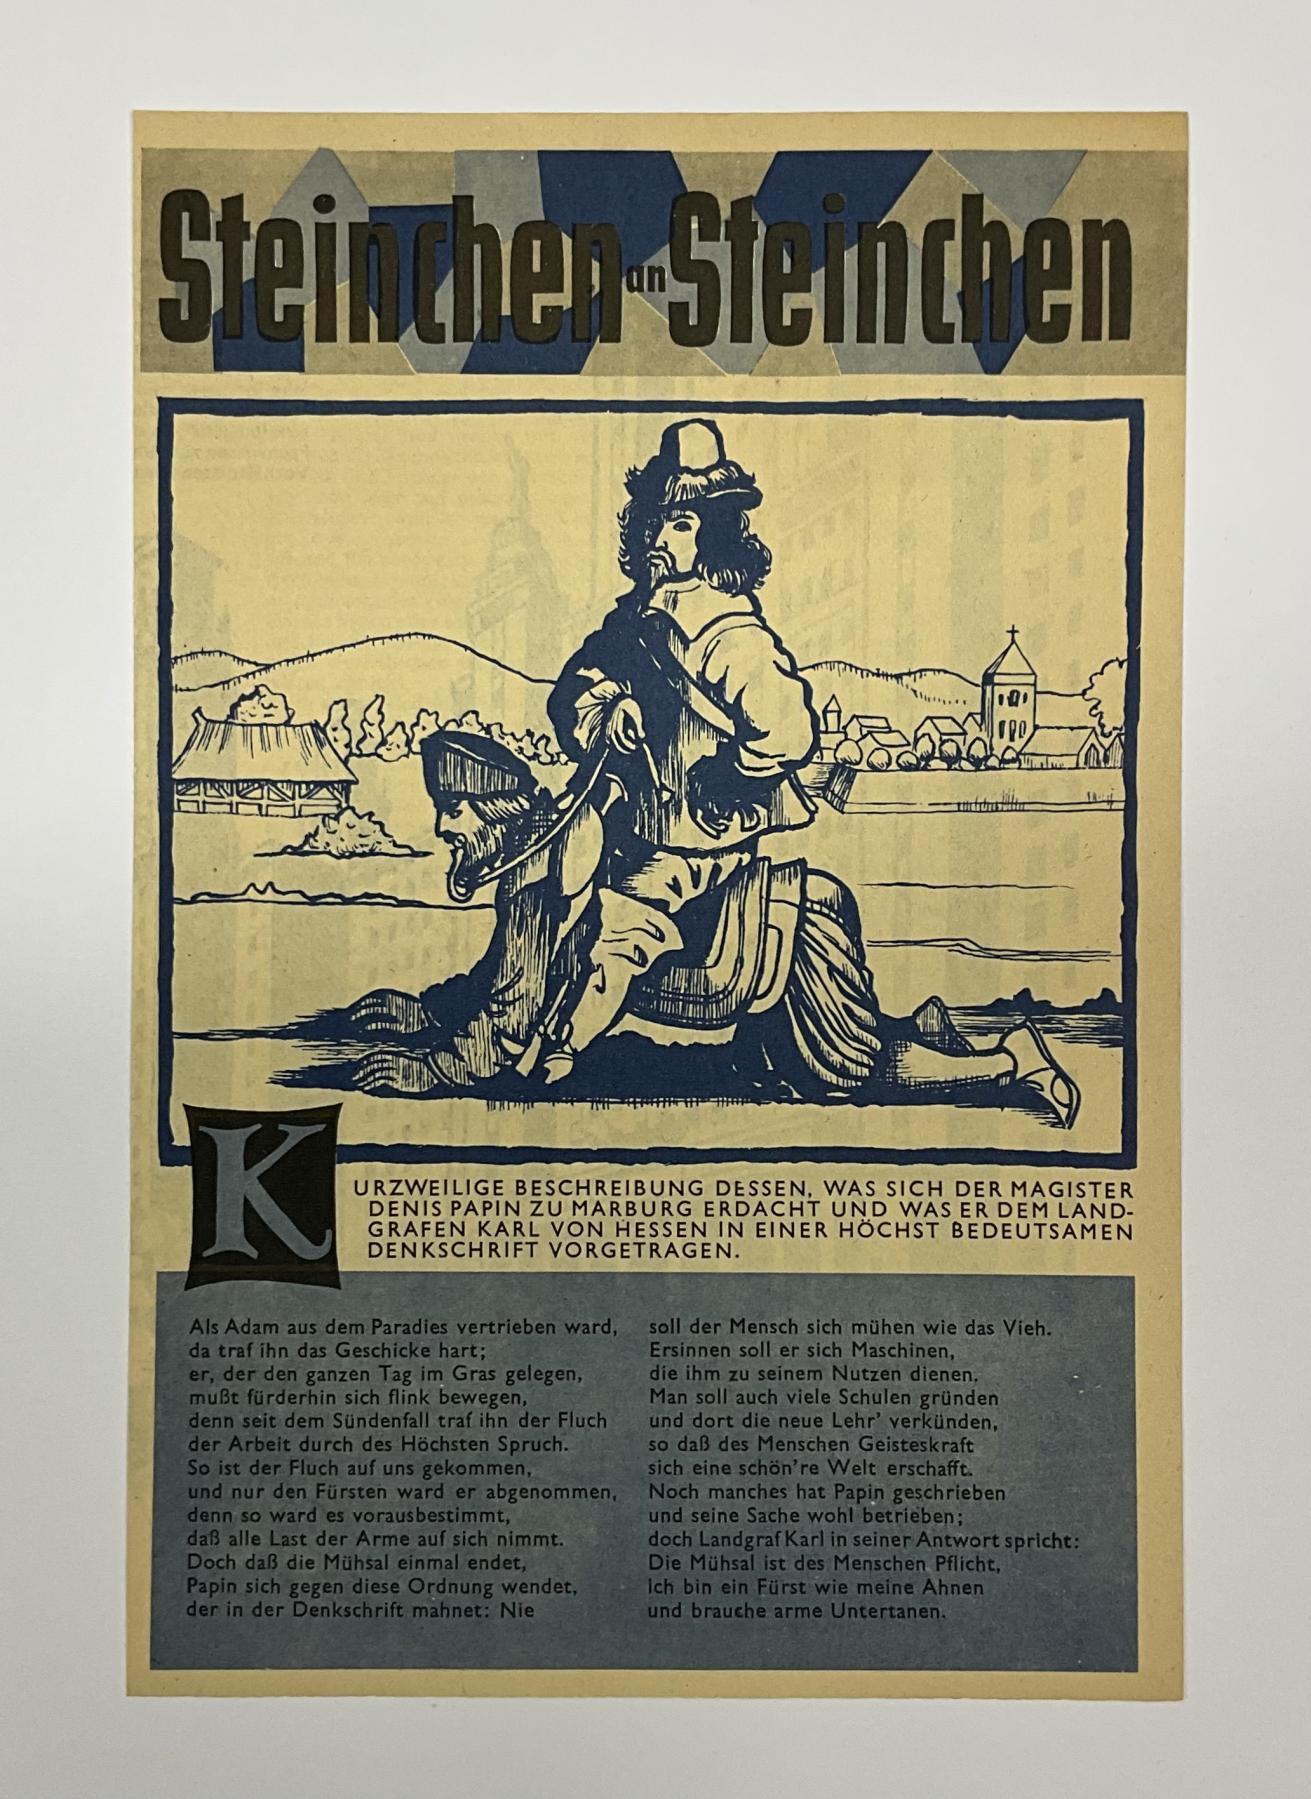 Steinchen an Steinchen
KURZWEILIGE BESCHREIBUNG DESSEN, WAS SICH DER MAGISTER
DENIS PAPIN ZU MARBURG ERDACHT UND WAS ER DEM LAND-
GRAFEN KARL VON HESSEN IN EINER HÖCHST BEDEUTSAMEN
DENKSCHRIFT VORGETRAGEN.
Als Adam aus dem Paradies vertrieben ward,
da traf ihn das Geschicke hart;
er, der den ganzen Tag im Gras gelegen,
mußt fürderhin sich flink bewegen,
denn seit dem Sündenfall traf ihn der Fluch
der Arbeit durch des Höchsten Spruch.
So ist der Fluch auf uns gekommen,
und nur den Fürsten ward er abgenommen,
denn so ward es vorausbestimmt,
daß alle Last der Arme auf sich nimmt.
Doch daß die Mühsal einmal endet,
Papin sich gegen diese Ordnung wendet,
der in der Denkschrift mahnet: Nie
soll der Mensch sich mühen wie das Vieh.
Ersinnen soll er sich Maschinen,
die ihm zu seinem Nutzen dienen.
Man soll auch viele Schulen gründen
und dort die neue Lehr' verkünden,
so daß des Menschen Geisteskraft
sich eine schön're Welt erschafft.
Noch manches hat Papin geschrieben
und seine Sache wohl betrieben;
doch Landgraf Karl in seiner Antwort spricht:
Die Mühsal ist des Menschen Pflicht,
Ich bin ein Fürst wie meine Ahnen
und brauche arme Untertanen.